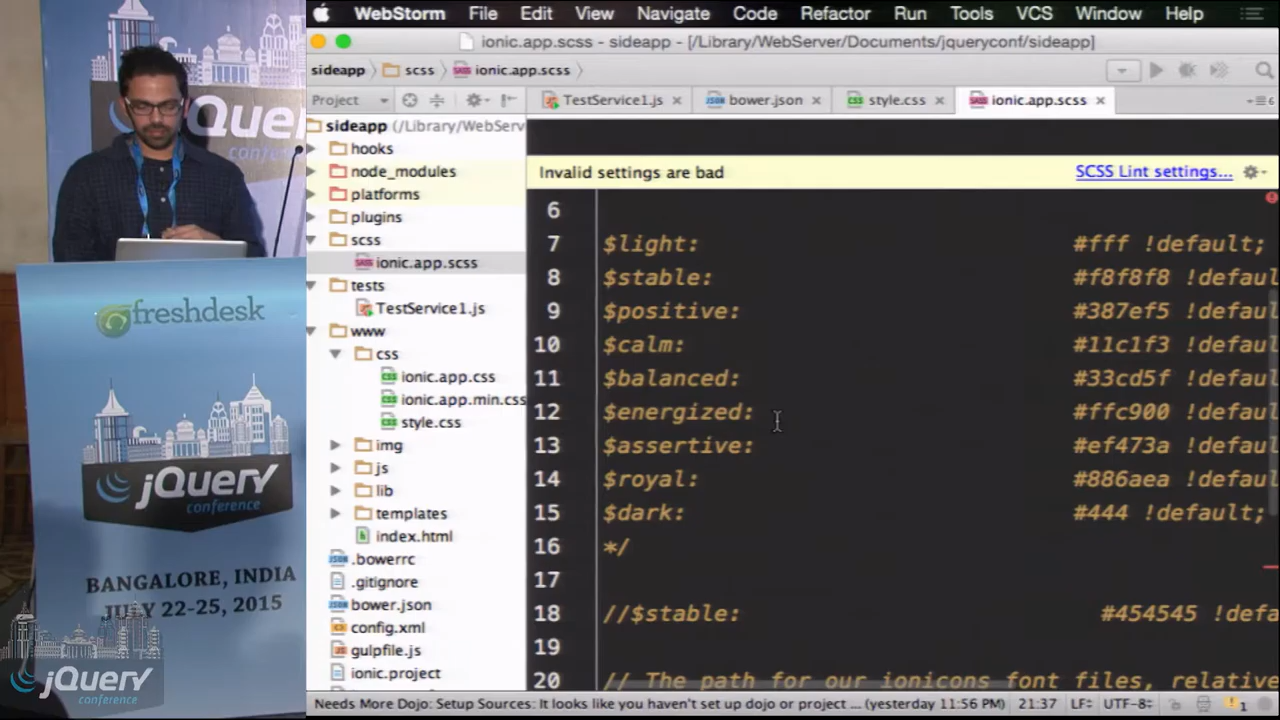 WebStorm File Edit View Navigate Code Refactor Run Tools VCS Window Help
ionic.app.scss - sideapp - [/Library/WebServer/Documents/jqueryconf/sideapp]
sideapp scss ionic.app.scss
Project TestService1.js bower.json style.css ionic.app.scss 6
sideapp (/Library/WebServ
hooks
node_modules
platforms
plugins
scss
ionic.app.scss
tests
TestService1.js
www
css
ionic.app.css
ionic.app.min.css
style.css
img
js
lib
templates
index.html
.bowerrc
.gitignore
bower.json
config.xml
gulpfile.js
ionic.project
Invalid settings are bad SCSS Lint settings...
6
7 $light: #fff !default;
8 $stable: #f8f8f8 !defaul
9 $positive: #387ef5 !defaul
10 $calm: #11c1f3 !defaul
11 $balanced: #33cd5f !defaul
12 $energized: #ffc900 !defaul
13 $assertive: #ef473a !defaul
14 $royal: #886aea !defaul
15 $dark: #444 !default;
16 */
17
18 //$stable: #454545 !defa
19
20 // The path for our ionicons font files, relative
Needs More Dojo: Setup Sources: It looks like you haven't set up dojo or project ... (yesterday 11:56 PM) 21:37 LF UTF-8 1
jQuery
conference
freshdesk
jQuery
conference
BANGALORE, INDIA
JULY 22-25, 2015
jQuery
conference